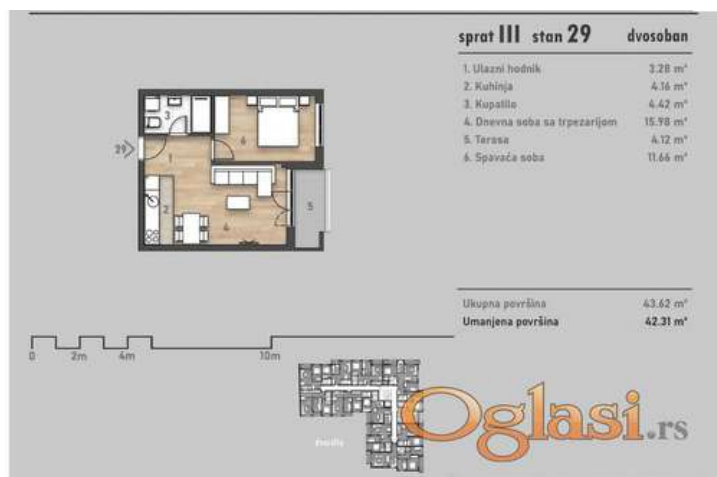 sprat III stan 29 dvosoban
1. Ulazni hodnik 3.28 m²
2. Kuhinja 4.16 m²
3. Kupatilo 4.42 m²
4. Dnevna soba sa trpezarijom 15.98 m²
5. Terasa 4.12 m²
6. Spavaća soba 11.66 m²
3
6
29
1
2
5
4
Ukupna površina 43.62 m²
Umanjena površina 42.31 m²
0 2m 4m 10m
Oglasi.rs